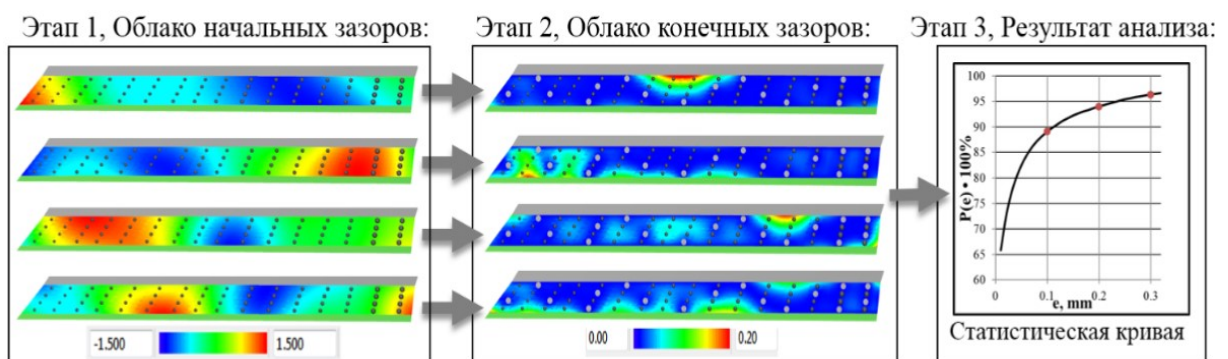 Этап 1, Облако начальных зазоров:
Этап 2, Облако конечных зазоров:
Этап 3, Результат анализа:
-1.500 1.500
0.00 0.20
P(e) • 100%
100
95
90
85
80
75
70
65
60
0 0.1 0.2 0.3
e, mm
Статистическая кривая